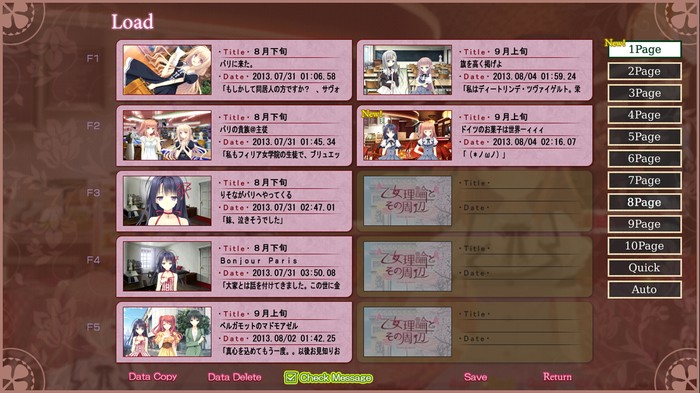 Load
F1
・Title・８月下旬
パリに来た。
・Date・2013.07/31 01:06.58
「もしかして同居人の方ですか？　、サヴォ
・Title・９月上旬
旗を高く掲げよ
・Date・2013.08/04 01:59.24
「私はディートリンデ・ツヴァイゲルト。栄
F2
・Title・８月下旬
パリの貴族＠主従
・Date・2013.07/31 01:45.34
「私もフィリア女学院の生徒で、ブリュエッ
New!
・Title・９月上旬
ドイツのお菓子は世界一ィィィ
・Date・2013.08/04 02:16.07
「（*ノωノ）」
F3
・Title・８月下旬
りそながパリへやってくる
・Date・2013.07/31 02:47.01
「妹、泣きそうでした」
乙女理論と
その周辺
・Title・
・Date・
F4
・Title・８月下旬
Ｂｏｎｊｏｕｒ　Ｐａｒｉｓ
・Date・2013.07/31 03:50.08
「大家とは話を付けてきました。この世に金
乙女理論と
その周辺
・Title・
・Date・
F5
・Title・９月上旬
ベルガモットのマドモアゼル
・Date・2013.08/02 01:42.25
「真心を込めてもう一度。。以後お見知りお
乙女理論と
その周辺
・Title・
・Date・
New!
1Page
2Page
3Page
4Page
5Page
6Page
7Page
8Page
9Page
10Page
Quick
Auto
Data Copy
Data Delete
Check Message
Save
Return